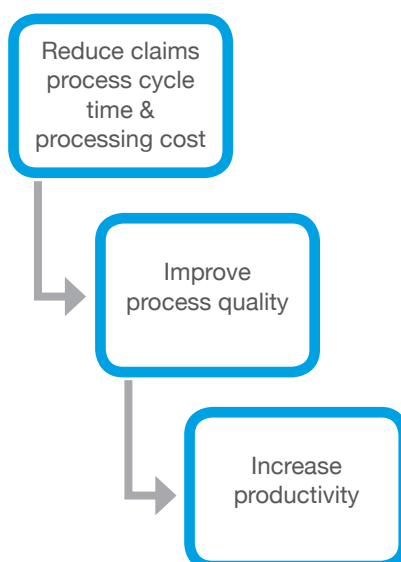 Reduce claims
process cycle
time &
processing cost
Improve
process quality
Increase
productivity